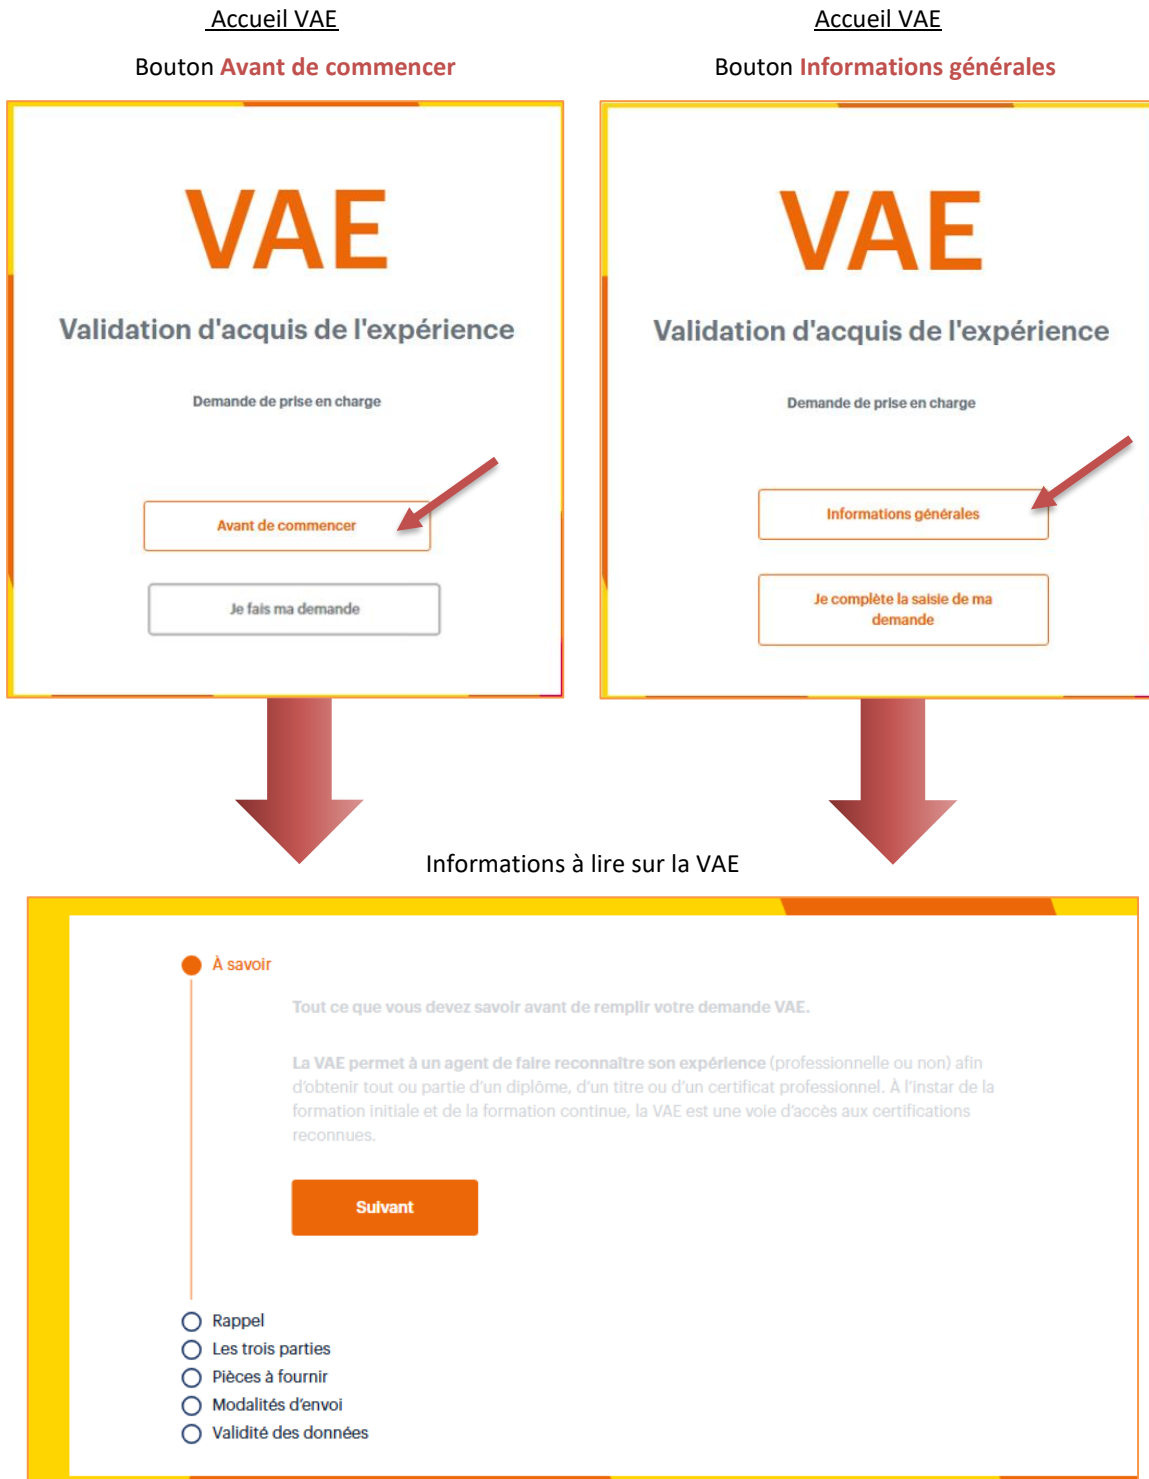 Accueil VAE
Bouton Avant de commencer
VAE
Validation d'acquis de l'expérience
Demande de prise en charge
Avant de commencer
Je fais ma demande
Accueil VAE
Bouton Informations générales
VAE
Validation d'acquis de l'expérience
Demande de prise en charge
Informations générales
Je complète la saisie de ma
demande
Informations à lire sur la VAE
À savoir
Tout ce que vous devez savoir avant de remplir votre demande VAE.
La VAE permet à un agent de faire reconnaître son expérience (professionnelle ou non) afin
d'obtenir tout ou partie d'un diplôme, d'un titre ou d'un certificat professionnel. À l'instar de la
formation initiale et de la formation continue, la VAE est une voie d'accès aux certifications
reconnues.
Suivant
Rappel
Les trois parties
Pièces à fournir
Modalités d'envoi
Validité des données